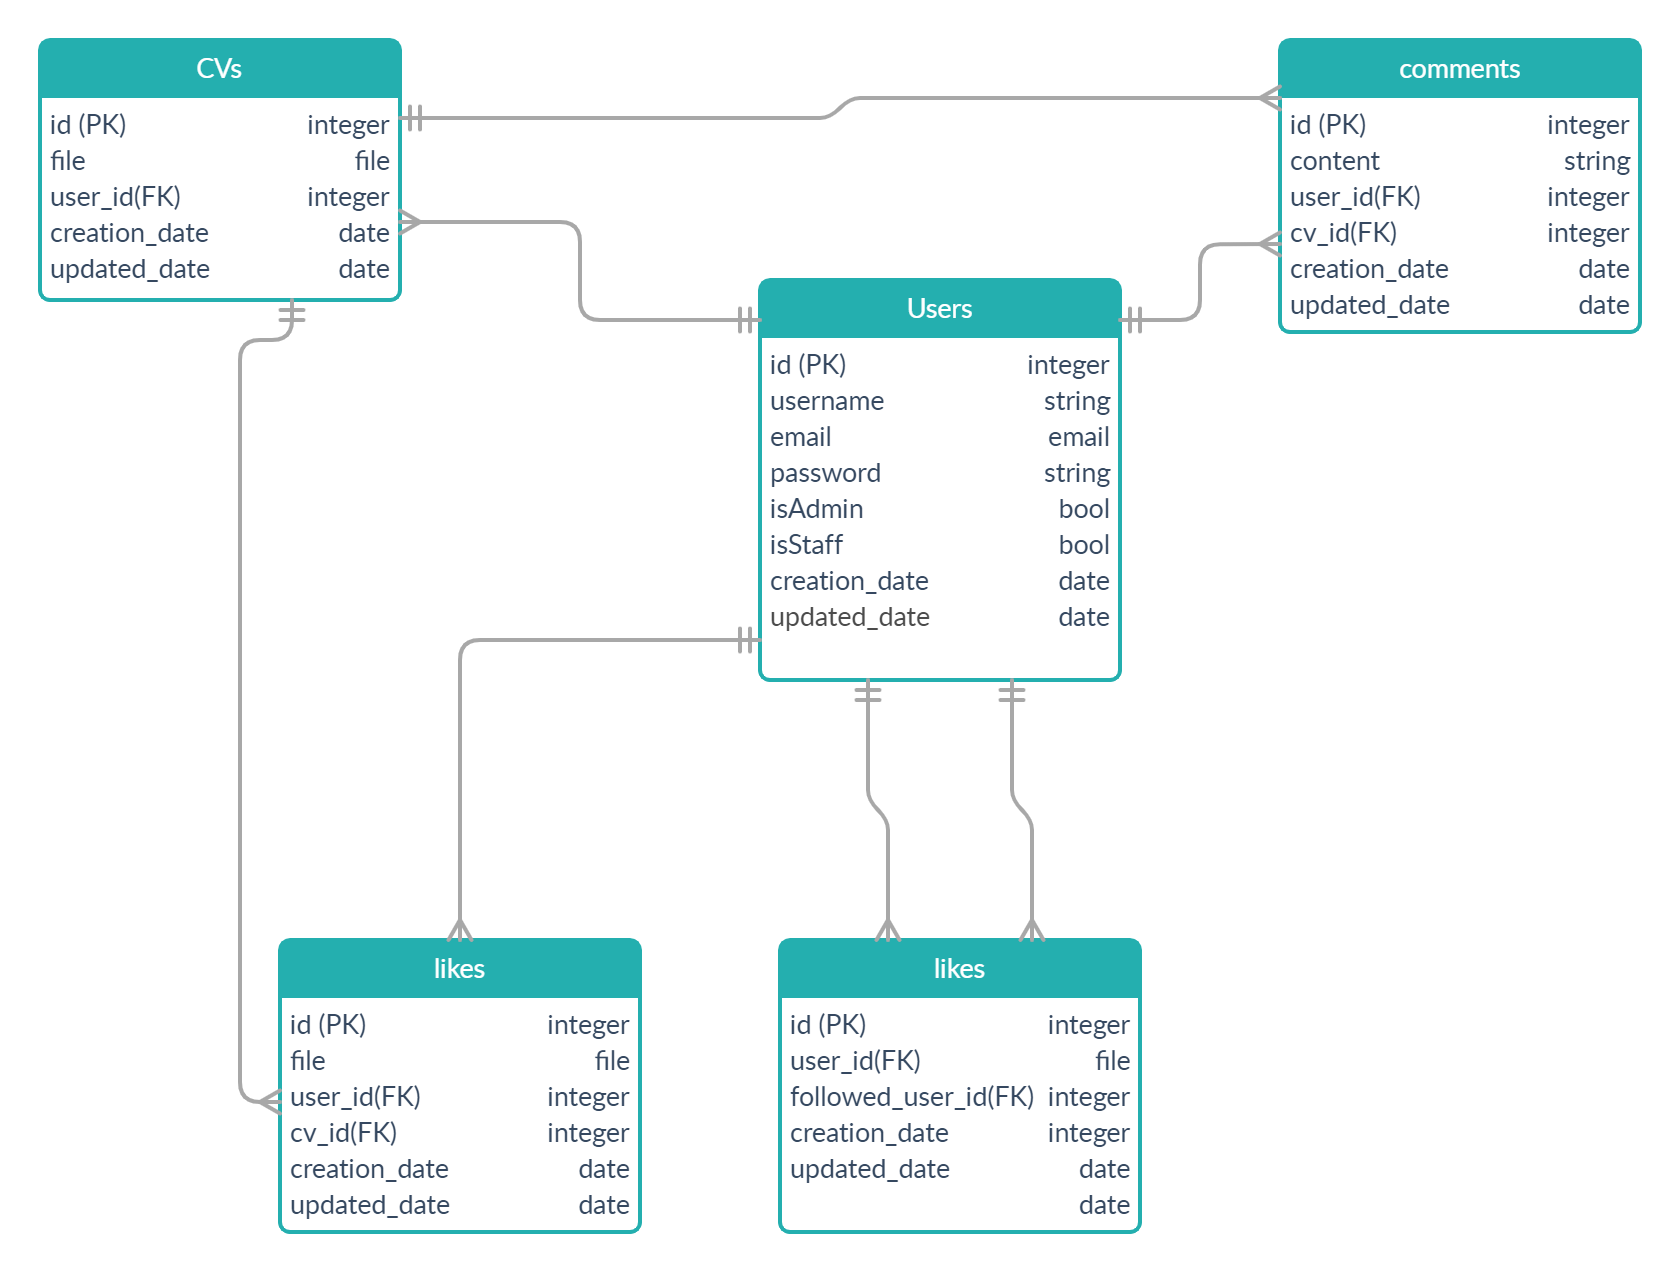 CVs
id (PK) integer
file file
user_id(FK) integer
creation_date date
updated_date date
comments
id (PK) integer
content string
user_id(FK) integer
cv_id(FK) integer
creation_date date
updated_date date
Users
id (PK) integer
username string
email email
password string
isAdmin bool
isStaff bool
creation_date date
updated_date date
likes
id (PK) integer
file file
user_id(FK) integer
cv_id(FK) integer
creation_date date
updated_date date
likes
id (PK) integer
user_id(FK) file
followed_user_id(FK) integer
creation_date integer
updated_date date
date